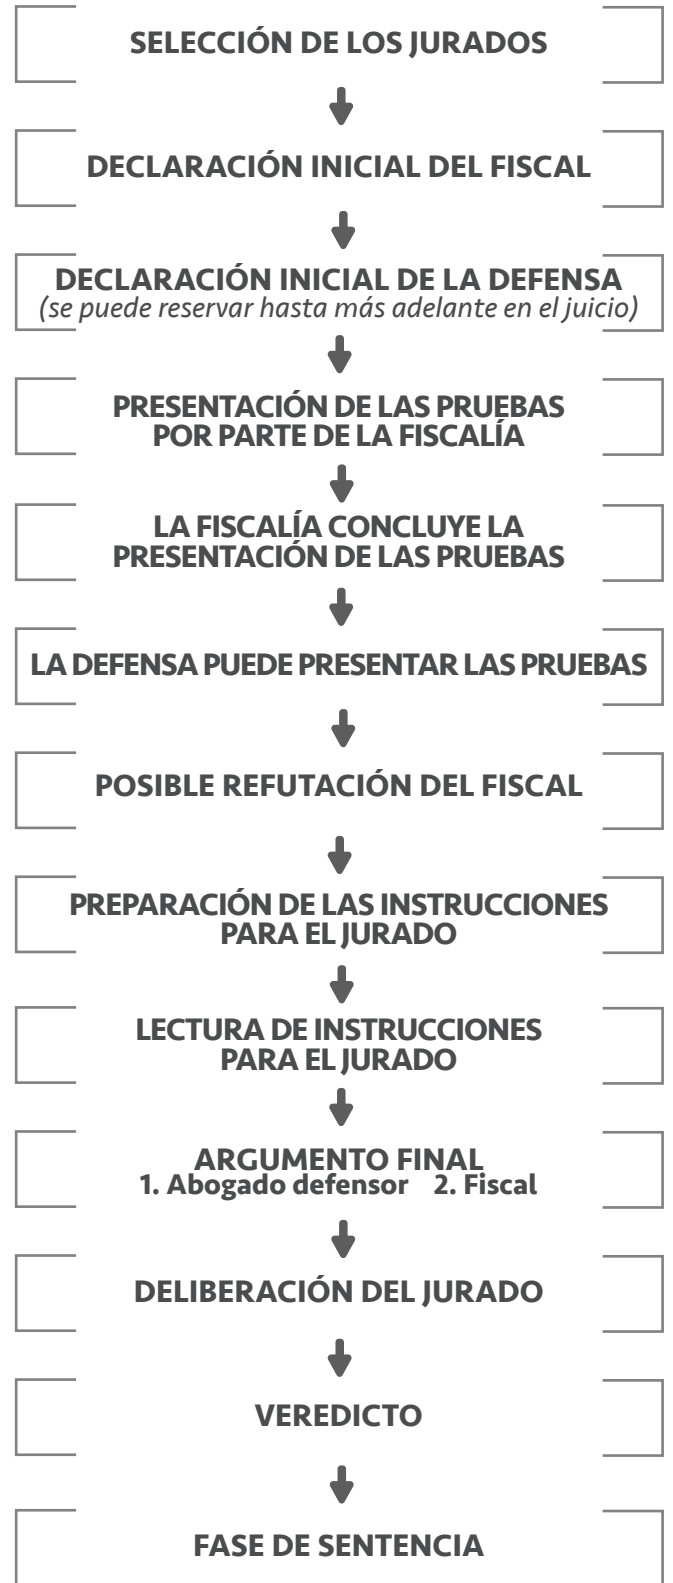 SELECCIÓN DE LOS JURADOS
DECLARACIÓN INICIAL DEL FISCAL
DECLARACIÓN INICIAL DE LA DEFENSA
(se puede reservar hasta más adelante en el juicio)
PRESENTACIÓN DE LAS PRUEBAS
POR PARTE DE LA FISCALÍA
LA FISCALÍA CONCLUYE LA
PRESENTACIÓN DE LAS PRUEBAS
LA DEFENSA PUEDE PRESENTAR LAS PRUEBAS
POSIBLE REFUTACIÓN DEL FISCAL
PREPARACIÓN DE LAS INSTRUCCIONES
PARA EL JURADO
LECTURA DE INSTRUCCIONES
PARA EL JURADO
ARGUMENTO FINAL
1. Abogado defensor 2. Fiscal
DELIBERACIÓN DEL JURADO
VEREDICTO
FASE DE SENTENCIA